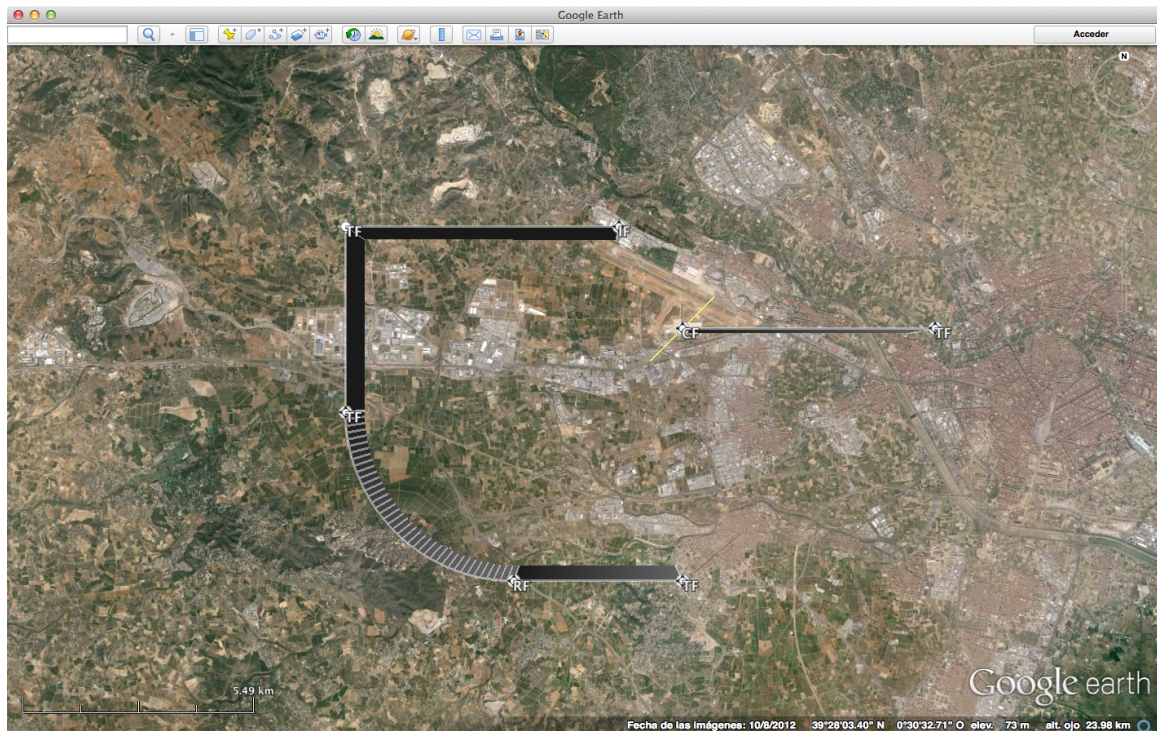 Google Earth
Acceder
N
TF
IF
CF
TF
TF
RF
TF
5.49 km
Google earth
Fecha de las imágenes: 10/8/2012 39°28'03.40" N 0°30'32.71" O elev. 73 m alt. ojo 23.98 km